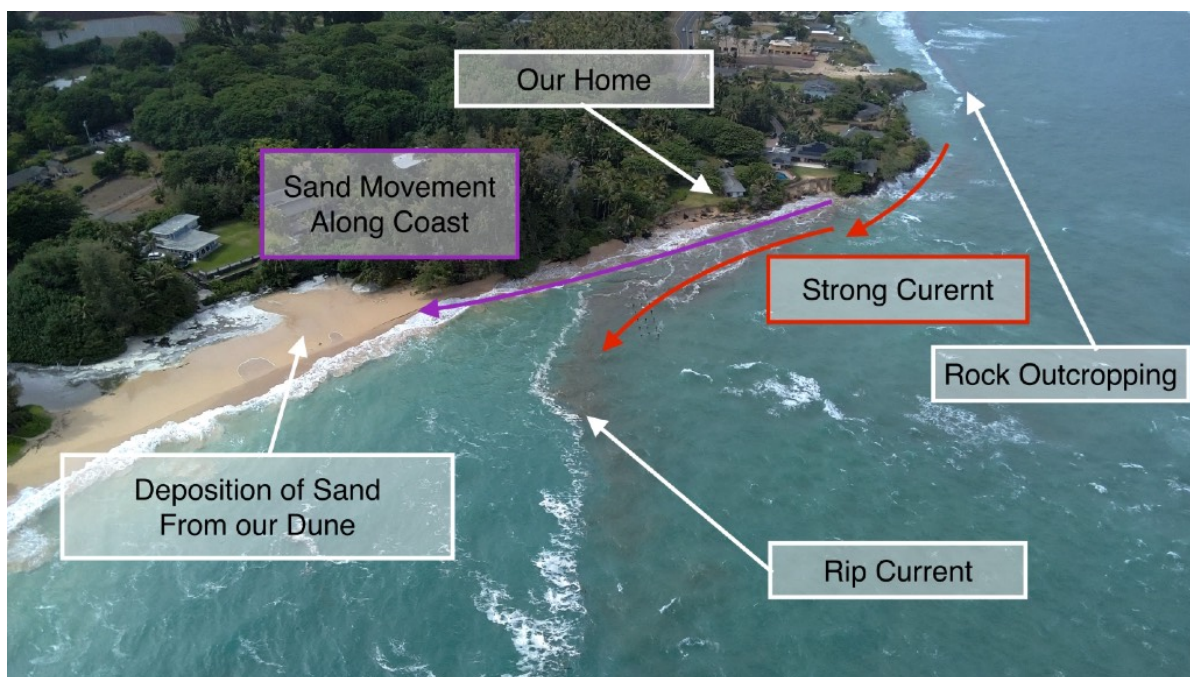 Our Home
Sand Movement
Along Coast
Strong Curernt
Rock Outcropping
Deposition of Sand
From our Dune
Rip Current